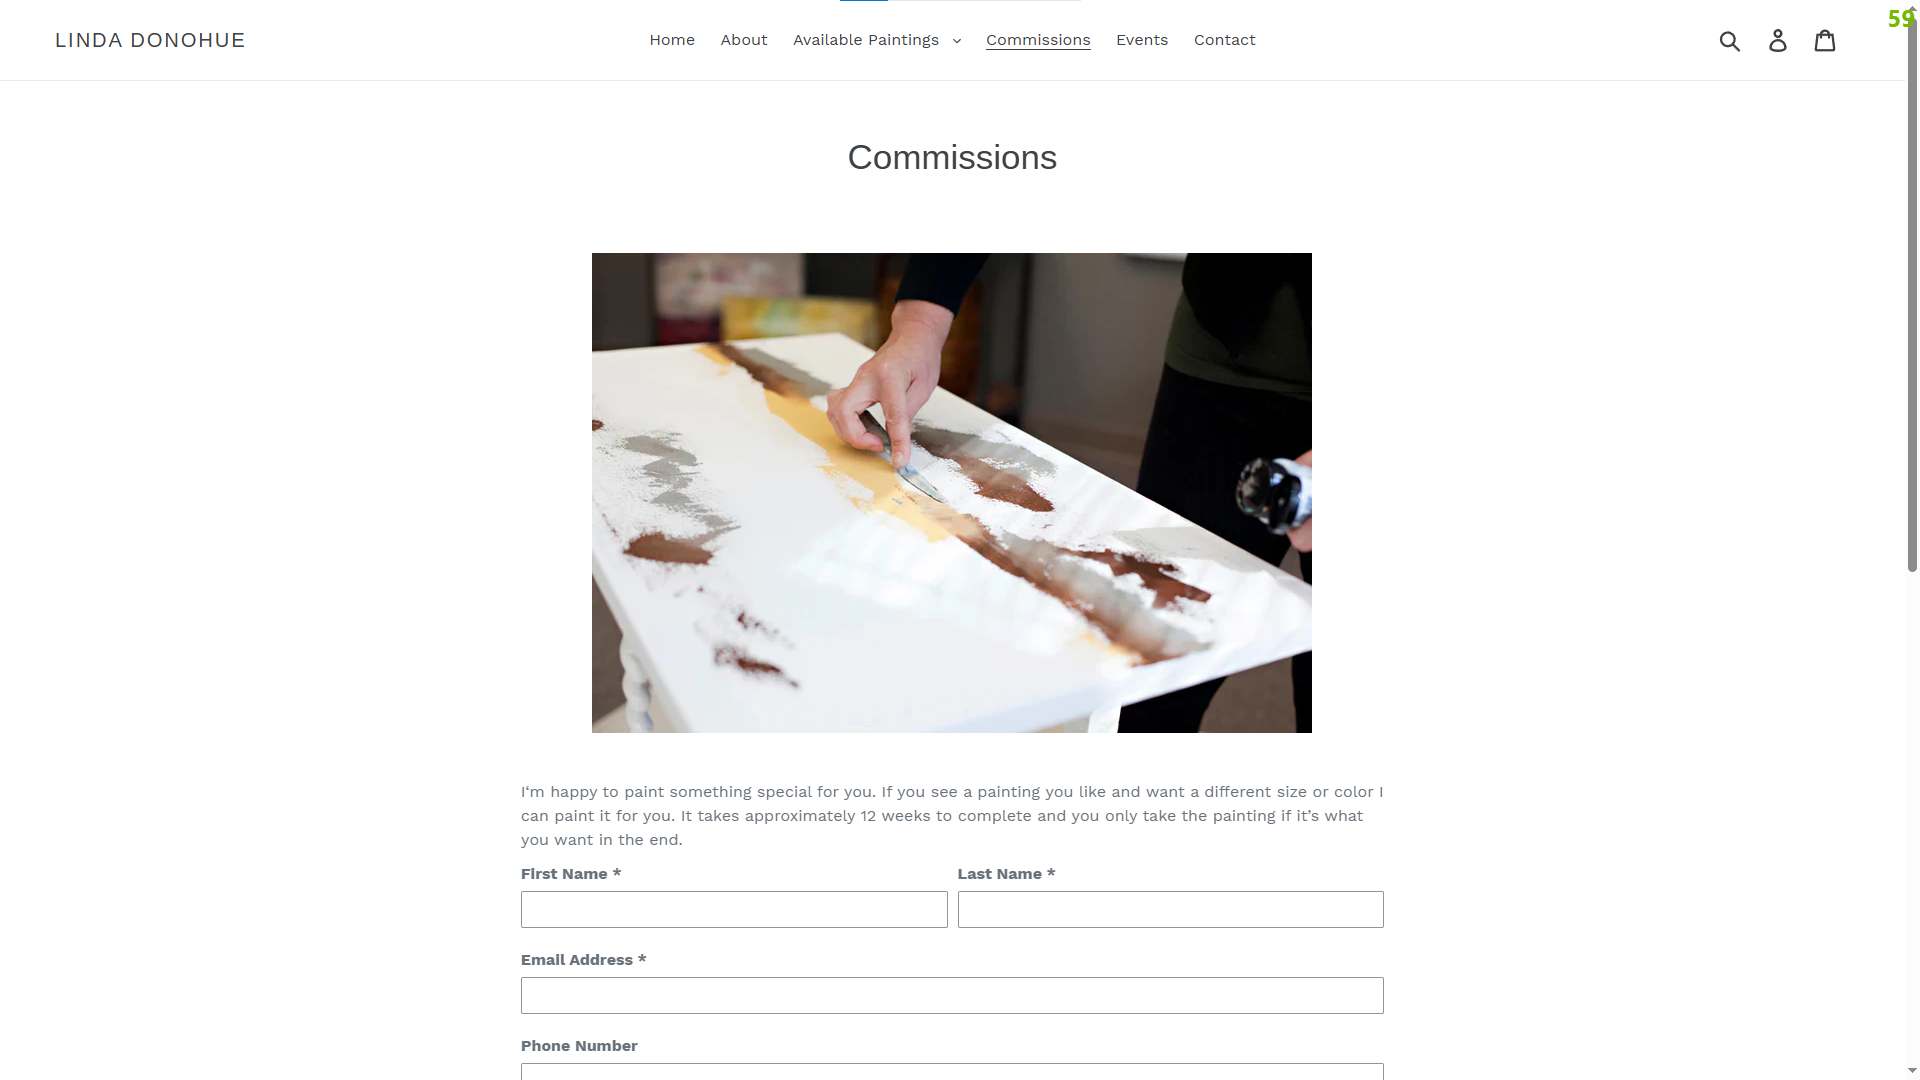 LINDA DONOHUE
Home
About
Available Paintings
Commissions
Events
Contact
59
Commissions
I‘m happy to paint something special for you. If you see a painting you like and want a different size or color I
can paint it for you. It takes approximately 12 weeks to complete and you only take the painting if it’s what
you want in the end.
First Name *
Last Name *
Email Address *
Phone Number